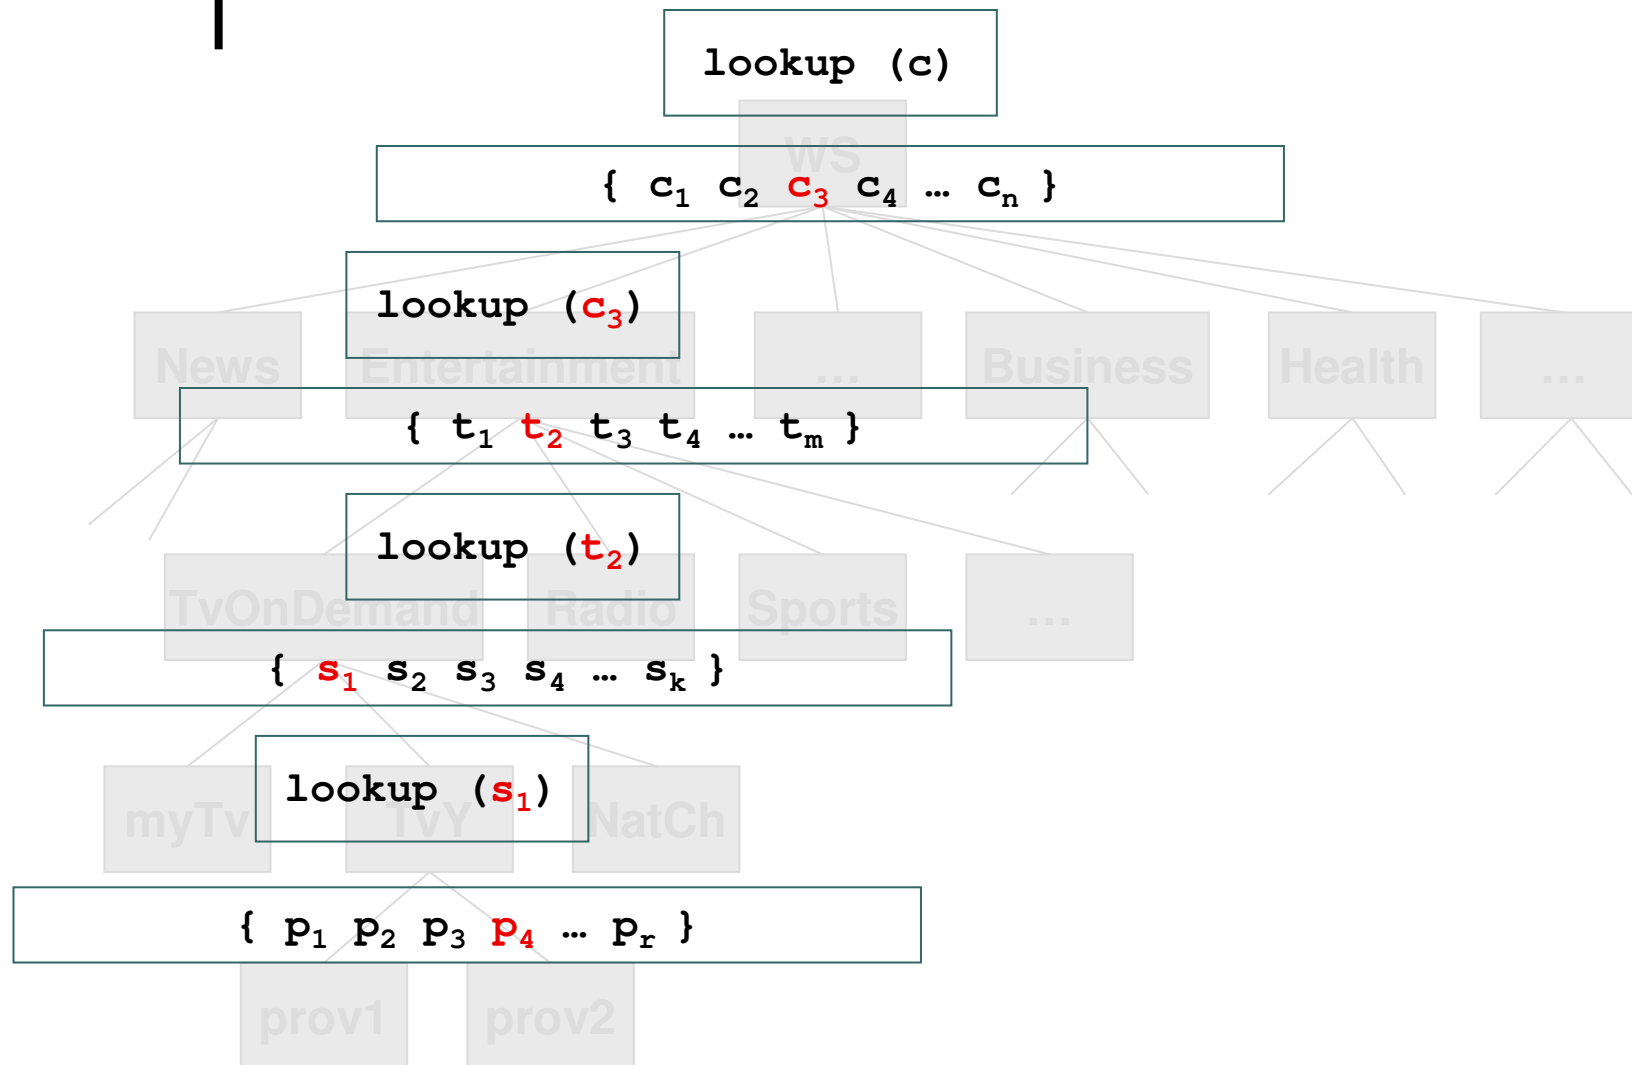 lookup (c)
WS
{ c1 c2 c3 c4 … cn }
lookup (c3)
News Entertainment … Business Health …
{ t1 t2 t3 t4 … tm }
lookup (t2)
TvOnDemand Radio Sports …
{ s1 s2 s3 s4 … sk }
lookup (s1)
myTv TvY NatCh
{ p1 p2 p3 p4 … pr }
prov1 prov2